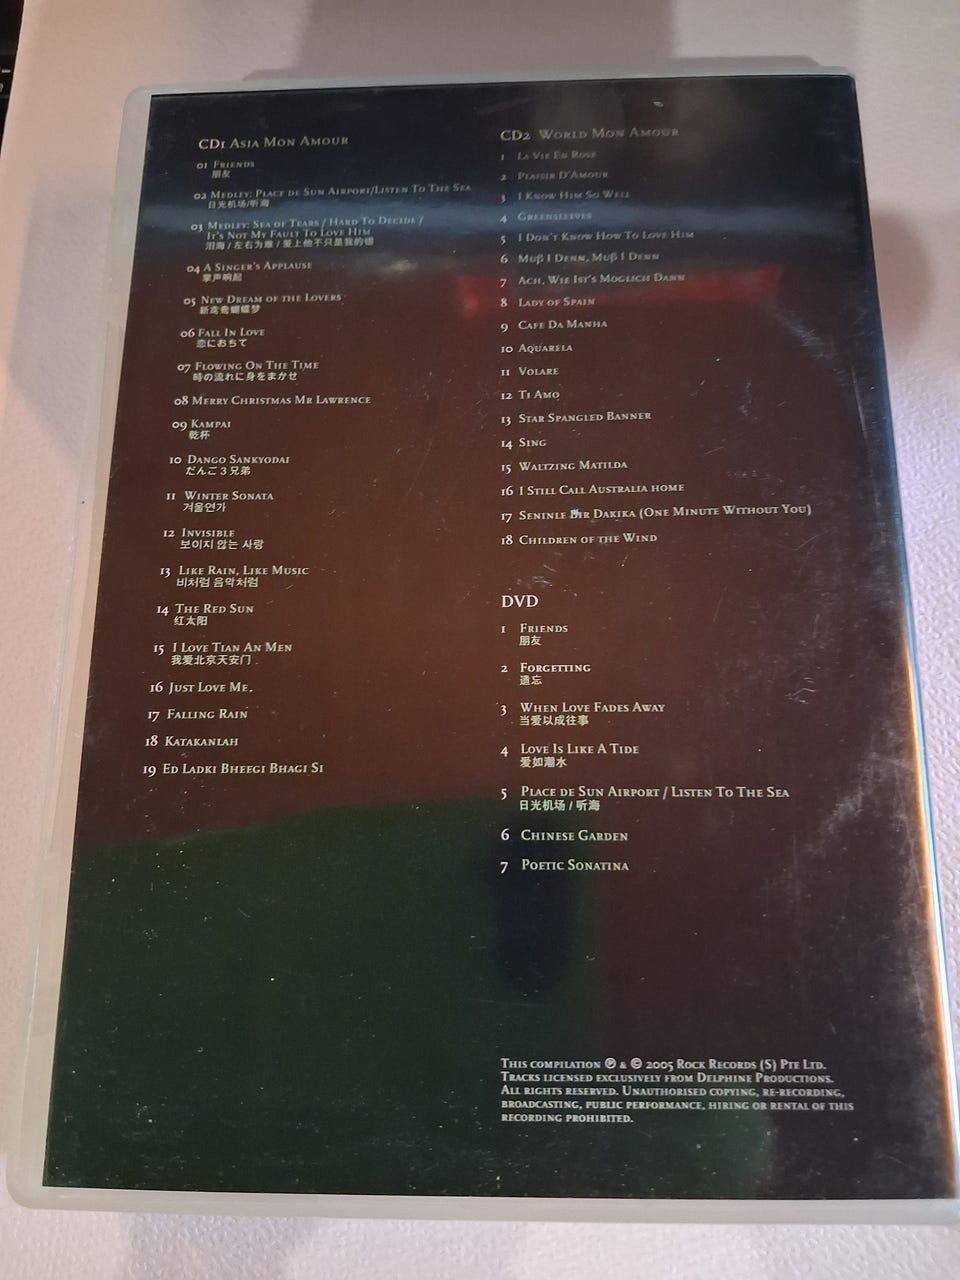 CD1 Asia Mon Amour
01 Friends
朋友
02 Medley: Place de Sun Airport/Listen To The Sea
日光机场/听海
03 Medley: Sea of Tears / Hard To Decide /
It's Not My Fault To Love Him
泪海 / 左右为难 / 爱上他不只是我的错
04 A Singer's Applause
掌声响起
05 New Dream of the Lovers
新鸳鸯蝴蝶梦
06 Fall In Love
恋におちて
07 Flowing On The Time
時の流れに身をまかせ
08 Merry Christmas Mr Lawrence
09 Kampai
乾杯
10 Dango Sankyodai
だんご３兄弟
11 Winter Sonata
겨울연가
12 Invisible
보이지 않는 사랑
13 Like Rain, Like Music
비처럼 음악처럼
14 The Red Sun
红太阳
15 I Love Tian An Men
我爱北京天安门
16 Just Love Me
17 Falling Rain
18 Katakanlah
19 Ed Ladki Bheegi Bhagi Si
CD2 World Mon Amour
1 La Vie En Rose
2 Plaisir D'Amour
3 I Know Him So Well
4 Greensleeves
5 I Don't Know How To Love Him
6 Muß I Denn, Muß I Denn
7 Ach, Wie Ist's Moglich Dann
8 Lady of Spain
9 Cafe Da Manha
10 Aquarela
11 Volare
12 Ti Amo
13 Star Spangled Banner
14 Sing
15 Waltzing Matilda
16 I Still Call Australia home
17 Seninle Bir Dakika (One Minute Without You)
18 Children of the Wind
DVD
1 Friends
朋友
2 Forgetting
遗忘
3 When Love Fades Away
当爱以成往事
4 Love Is Like A Tide
爱如潮水
5 Place de Sun Airport / Listen To The Sea
日光机场 / 听海
6 Chinese Garden
7 Poetic Sonatina
This compilation ℗ & © 2005 Rock Records (S) Pte Ltd.
Tracks licensed exclusively from Delphine Productions.
All rights reserved. Unauthorised copying, re-recording,
broadcasting, public performance, hiring or rental of this
recording prohibited.